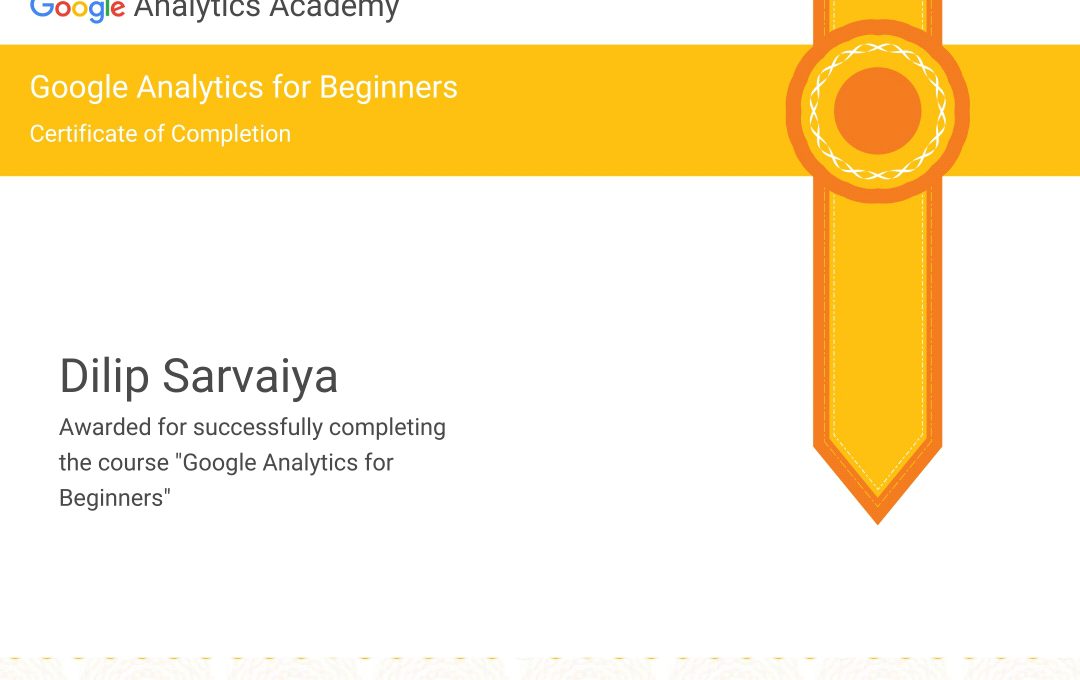 Google Analytics Academy
Google Analytics for Beginners
Certificate of Completion
Dilip Sarvaiya
Awarded for successfully completing
the course "Google Analytics for
Beginners"